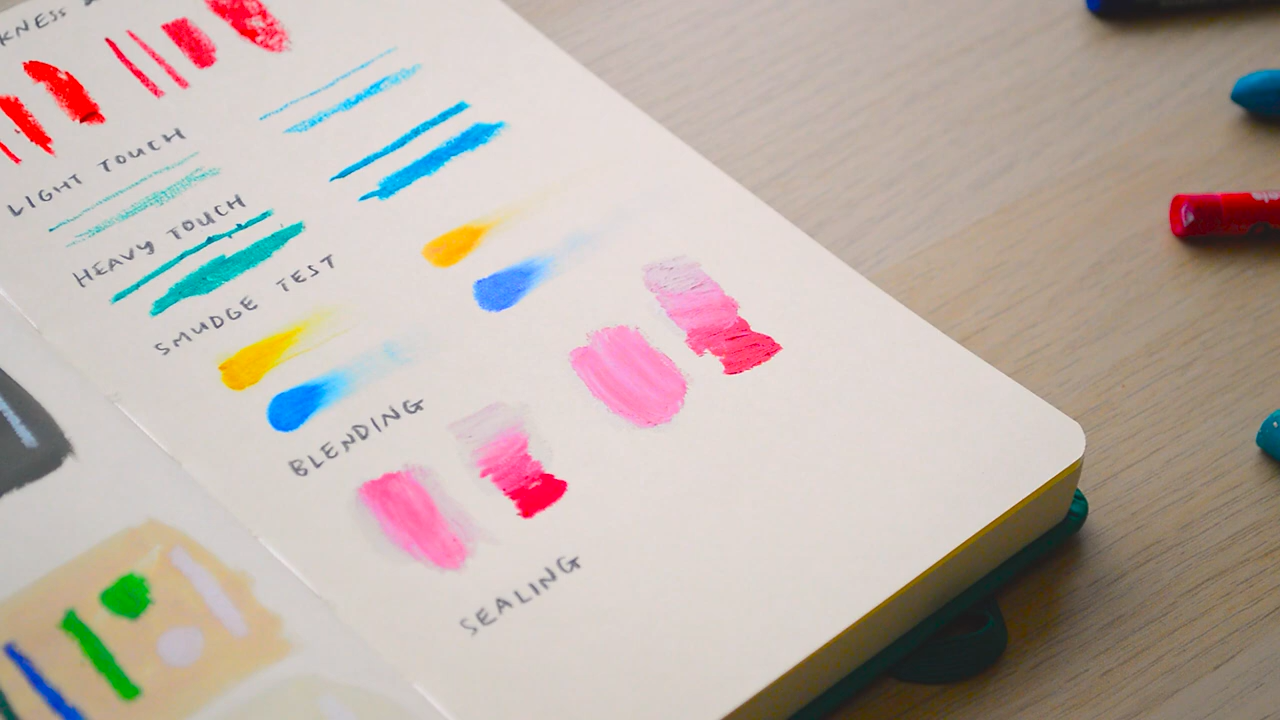 LIGHT TOUCH
HEAVY TOUCH
SMUDGE TEST
BLENDING
SEALING